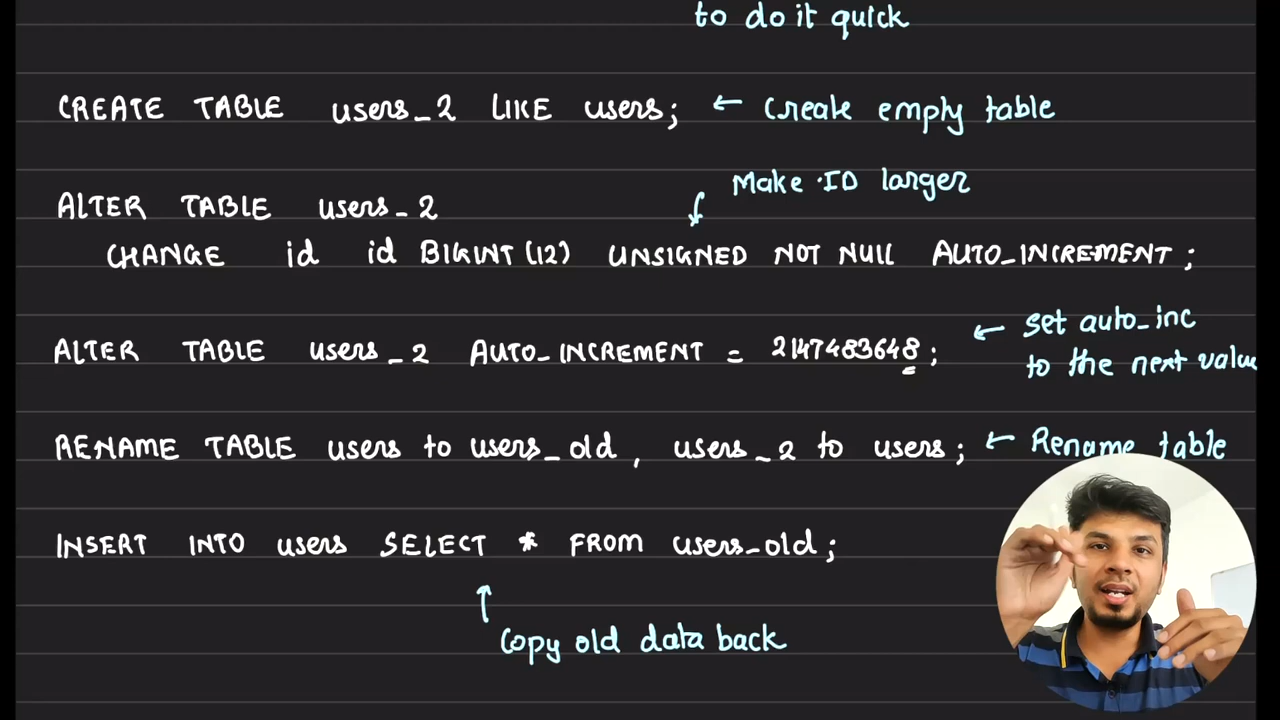 to do it quick
CREATE TABLE users_2 LIKE users; ← Create empty table
Make ID larger
ALTER TABLE users_2
CHANGE id id BIGINT (12) UNSIGNED NOT NULL AUTO_INCREMENT;
← Set auto_inc
ALTER TABLE users_2 AUTO_INCREMENT = 2147483648;
to the next value
RENAME TABLE users to users_old, users_2 to users; ← Rename table
INSERT INTO users SELECT * FROM users_old;
Copy old data back